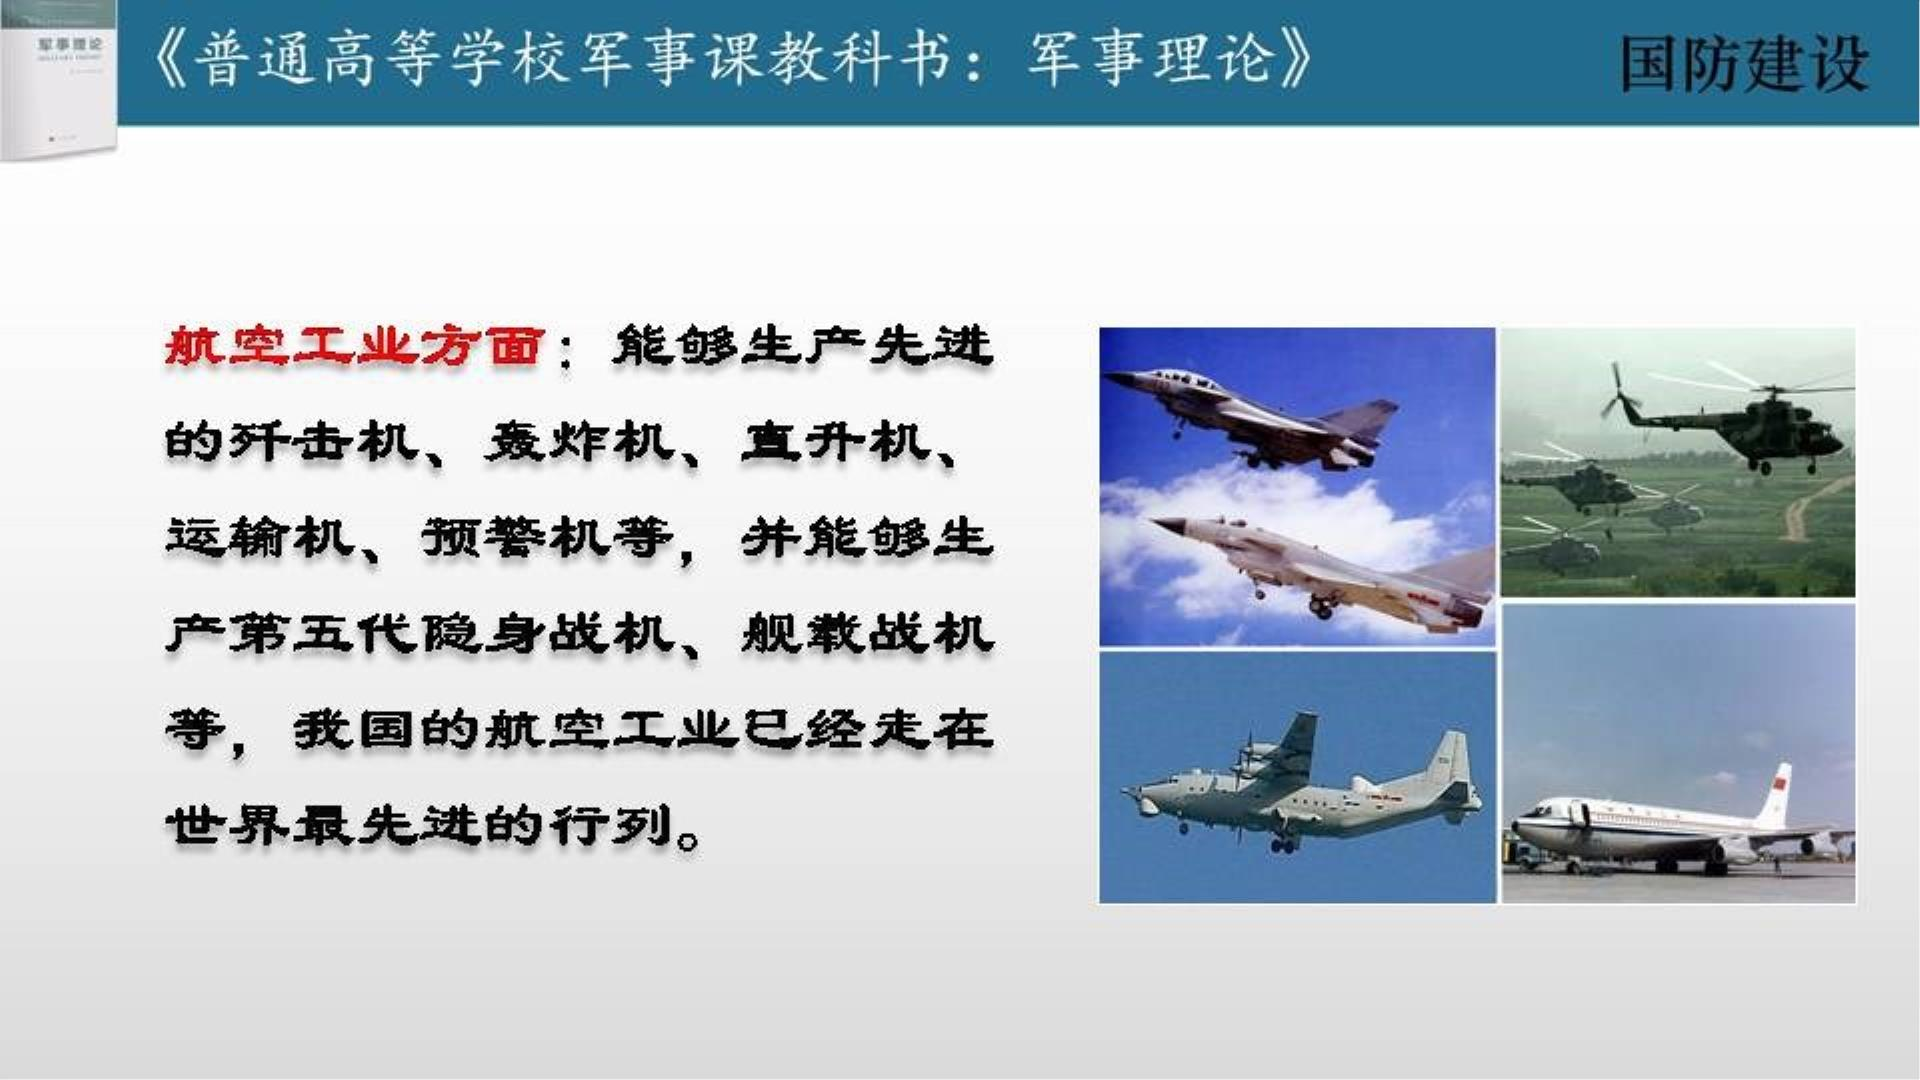 军事理论
《普通高等学校军事课教科书：军事理论》
国防建设
航空工业方面：能够生产先进
的歼击机、轰炸机、直升机、
运输机、预警机等，并能够生
产第五代隐身战机、舰载战机
等，我国的航空工业已经走在
世界最先进的行列。